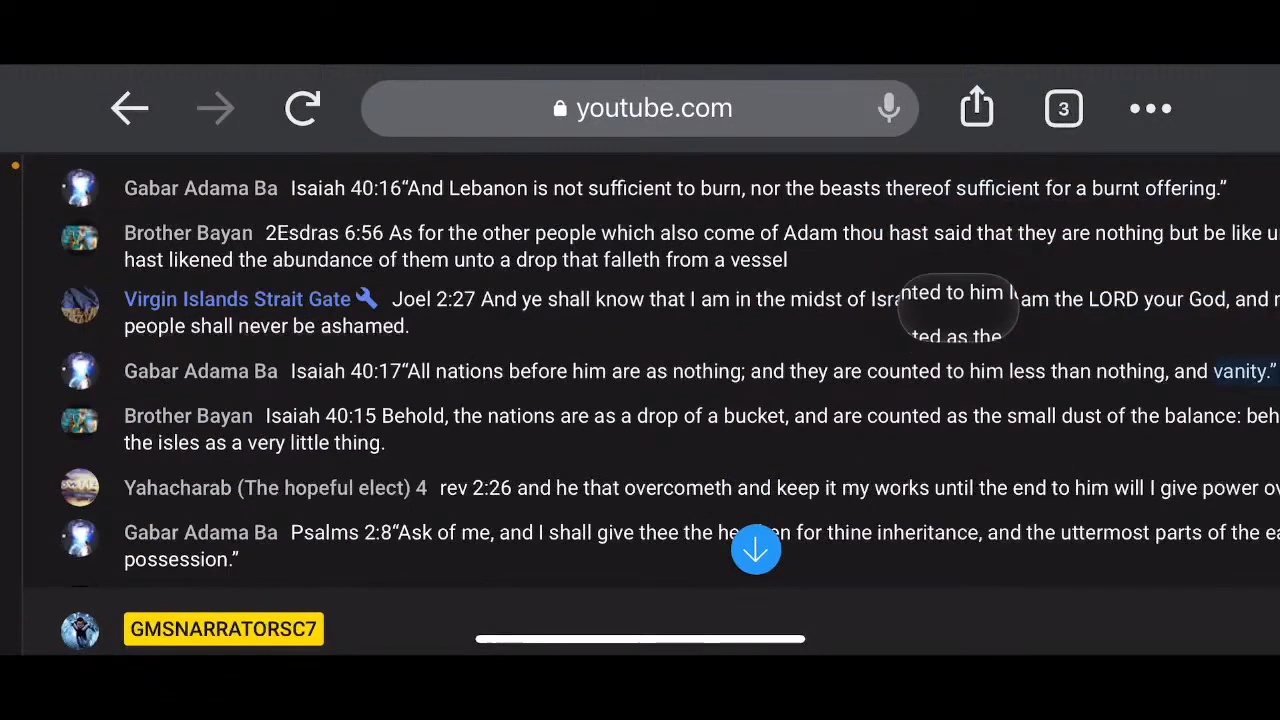 youtube.com
3
Gabar Adama Ba Isaiah 40:16“And Lebanon is not sufficient to burn, nor the beasts thereof sufficient for a burnt offering.”
Brother Bayan 2Esdras 6:56 As for the other people which also come of Adam thou hast said that they are nothing but be like
hast likened the abundance of them unto a drop that falleth from a vessel
Virgin Islands Strait Gate Joel 2:27 And ye shall know that I am in the midst of nted to him am the LORD your God, and
ted as the
people shall never be ashamed.
Gabar Adama Ba Isaiah 40:17“All nations before him are as nothing; and they are counted to him less than nothing, and vanity.”
Brother Bayan Isaiah 40:15 Behold, the nations are as a drop of a bucket, and are counted as the small dust of the balance:
the isles as a very little thing.
Yahacharab (The hopeful elect) 4 rev 2:26 and he that overcometh and keep it my works until the end to him will I give power
Gabar Adama Ba Psalms 2:8“Ask of me, and I shall give thee the for thine inheritance, and the uttermost parts of the
possession.”
GMSNARRATORSC7